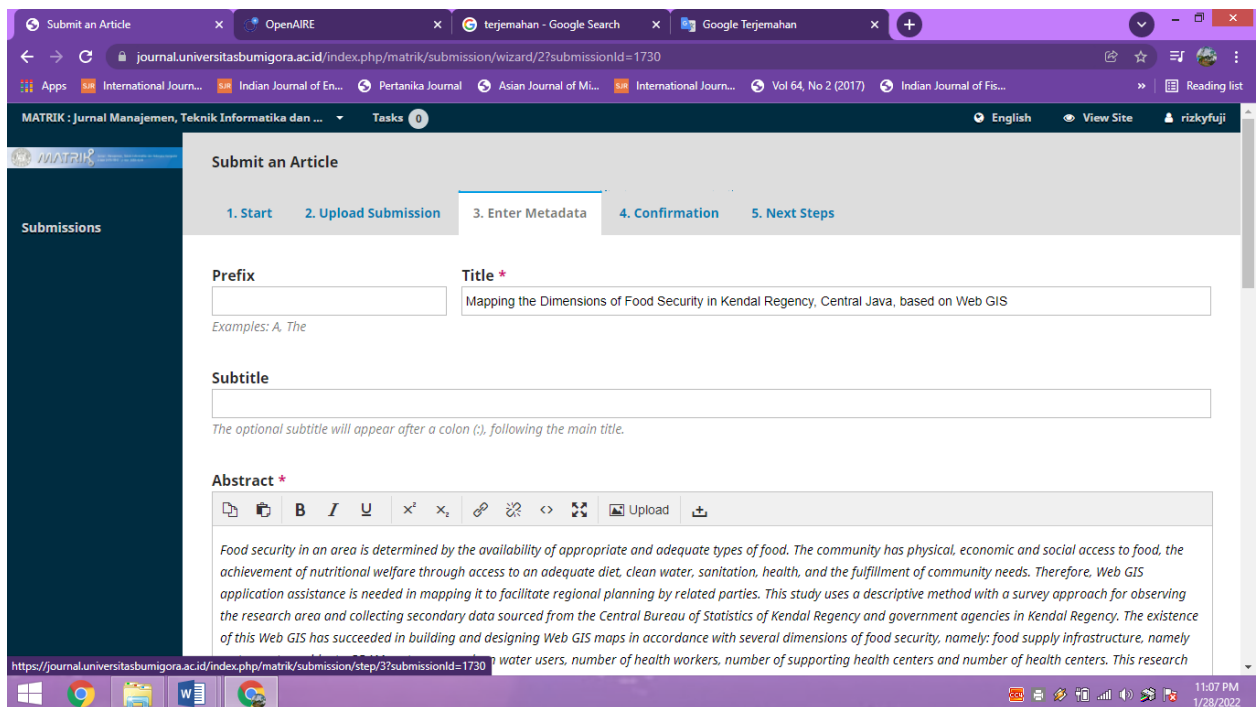 Submit an Article
OpenAIRE
terjemahan - Google Search
Google Terjemahan
journal.universitasbumigora.ac.id/index.php/matrik/submission/wizard/2?submissionId=1730
Apps SJR International Journ... SJR Indian Journal of En... Pertanika Journal Asian Journal of Mi... SJR International Journ... Vol 64, No 2 (2017) Indian Journal of Fis... » Reading list
MATRIK : Jurnal Manajemen, Teknik Informatika dan ... Tasks 0 English View Site rizkyfuji
MATRIK
Submissions
Submit an Article
1. Start 2. Upload Submission 3. Enter Metadata 4. Confirmation 5. Next Steps
Prefix Title *
Mapping the Dimensions of Food Security in Kendal Regency, Central Java, based on Web GIS
Examples: A, The
Subtitle
The optional subtitle will appear after a colon (:), following the main title.
Abstract *
B I U x² x₂ <> Upload
Food security in an area is determined by the availability of appropriate and adequate types of food. The community has physical, economic and social access to food, the
achievement of nutritional welfare through access to an adequate diet, clean water, sanitation, health, and the fulfillment of community needs. Therefore, Web GIS
application assistance is needed in mapping it to facilitate regional planning by related parties. This study uses a descriptive method with a survey approach for observing
the research area and collecting secondary data sourced from the Central Bureau of Statistics of Kendal Regency and government agencies in Kendal Regency. The existence
of this Web GIS has succeeded in building and designing Web GIS maps in accordance with several dimensions of food security, namely: food supply infrastructure, namely
water users, number of health workers, number of supporting health centers and number of health centers. This research
https://journal.universitasbumigora.ac.id/index.php/matrik/submission/step/3?submissionId=1730
11:07 PM
1/28/2022